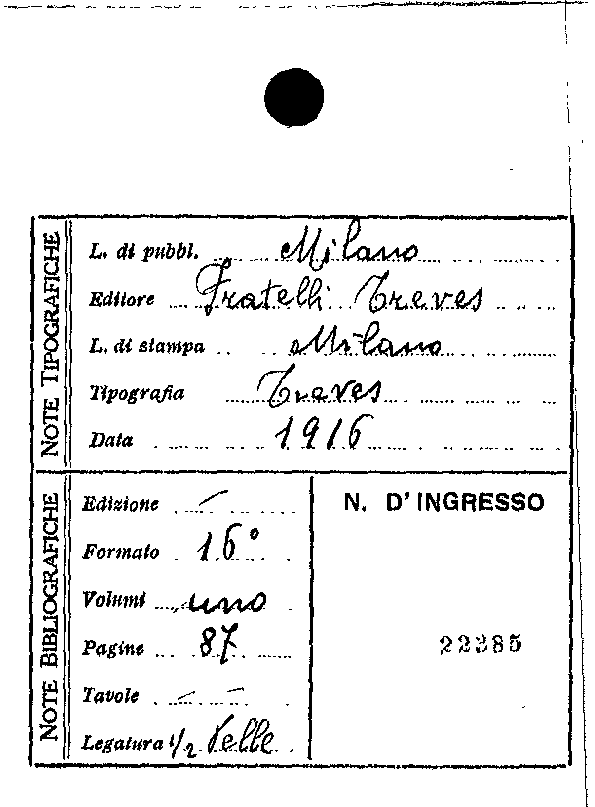 NOTE TIPOGRAFICHE
L. di pubbl. Milano
Editore Fratelli Treves
L. di stampa Milano
Tipografia Treves
Data 1916
NOTE BIBLIOGRAFICHE
Edizione —
Formato 16°
Volumi uno
Pagine 87
Tavole — —
Legatura 1/2 Pelle
N. D'INGRESSO
22385